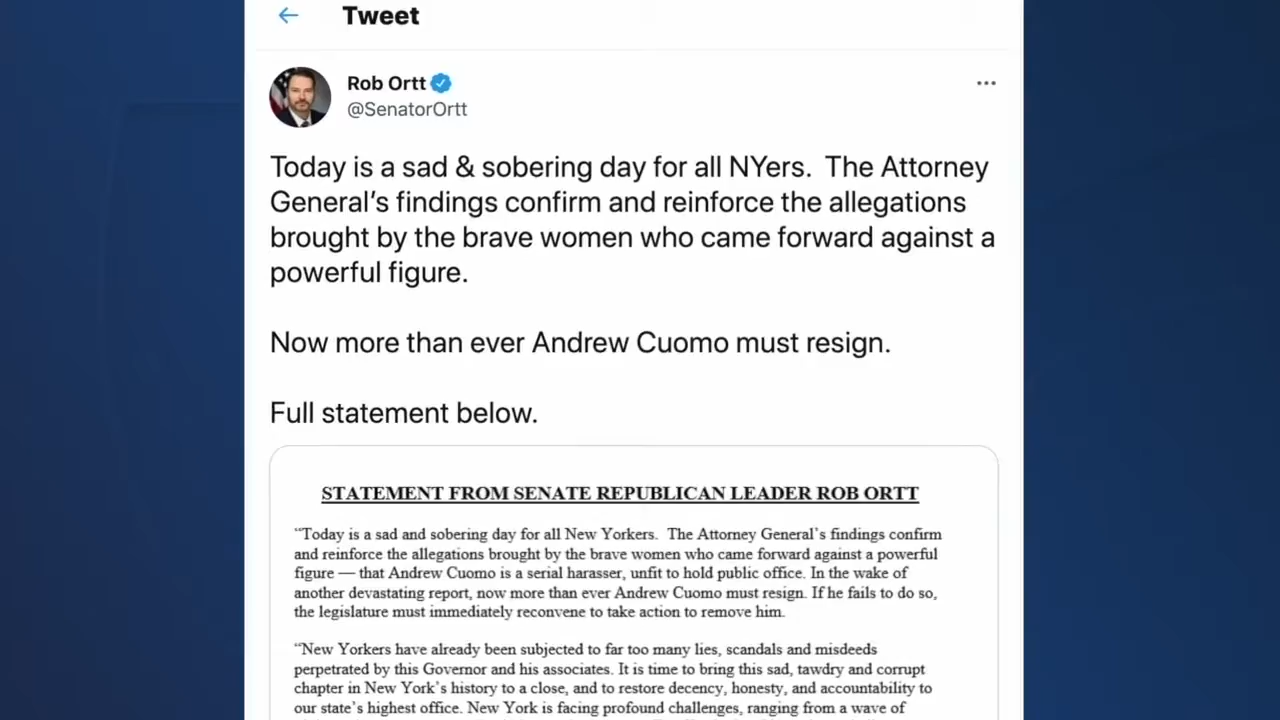 Tweet
Rob Ortt
@SenatorOrtt
Today is a sad & sobering day for all NYers.  The Attorney
General’s findings confirm and reinforce the allegations
brought by the brave women who came forward against a
powerful figure.
Now more than ever Andrew Cuomo must resign.
Full statement below.
STATEMENT FROM SENATE REPUBLICAN LEADER ROB ORTT
“Today is a sad and sobering day for all New Yorkers.  The Attorney General’s findings confirm
and reinforce the allegations brought by the brave women who came forward against a powerful
figure — that Andrew Cuomo is a serial harasser, unfit to hold public office. In the wake of
another devastating report, now more than ever Andrew Cuomo must resign. If he fails to do so,
the legislature must immediately reconvene to take action to remove him.
“New Yorkers have already been subjected to far too many lies, scandals and misdeeds
perpetrated by this Governor and his associates. It is time to bring this sad, tawdry and corrupt
chapter in New York’s history to a close, and to restore decency, honesty, and accountability to
our state’s highest office. New York is facing profound challenges, ranging from a wave of